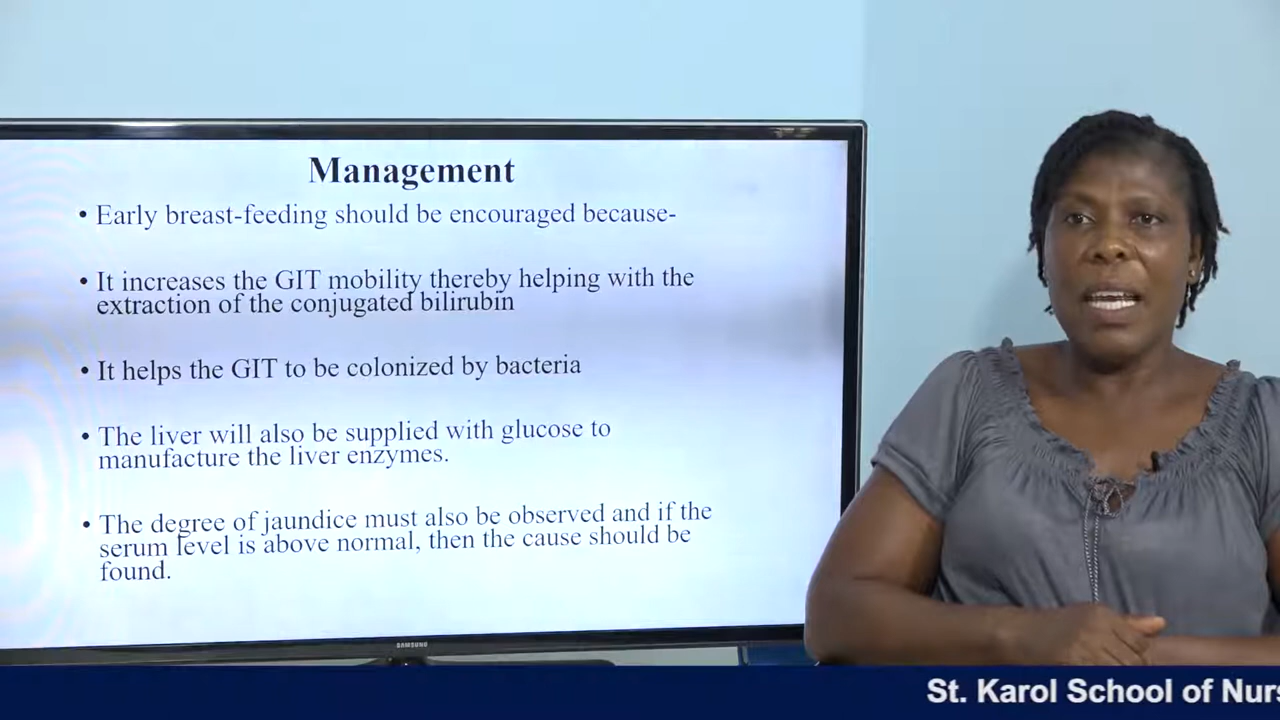 Management
• Early breast-feeding should be encouraged because-
• It increases the GIT mobility thereby helping with the
extraction of the conjugated bilirubin
• It helps the GIT to be colonized by bacteria
• The liver will also be supplied with glucose to
manufacture the liver enzymes.
• The degree of jaundice must also be observed and if the
serum level is above normal, then the cause should be
found.
SAMSUNG
St. Karol School of Nurs